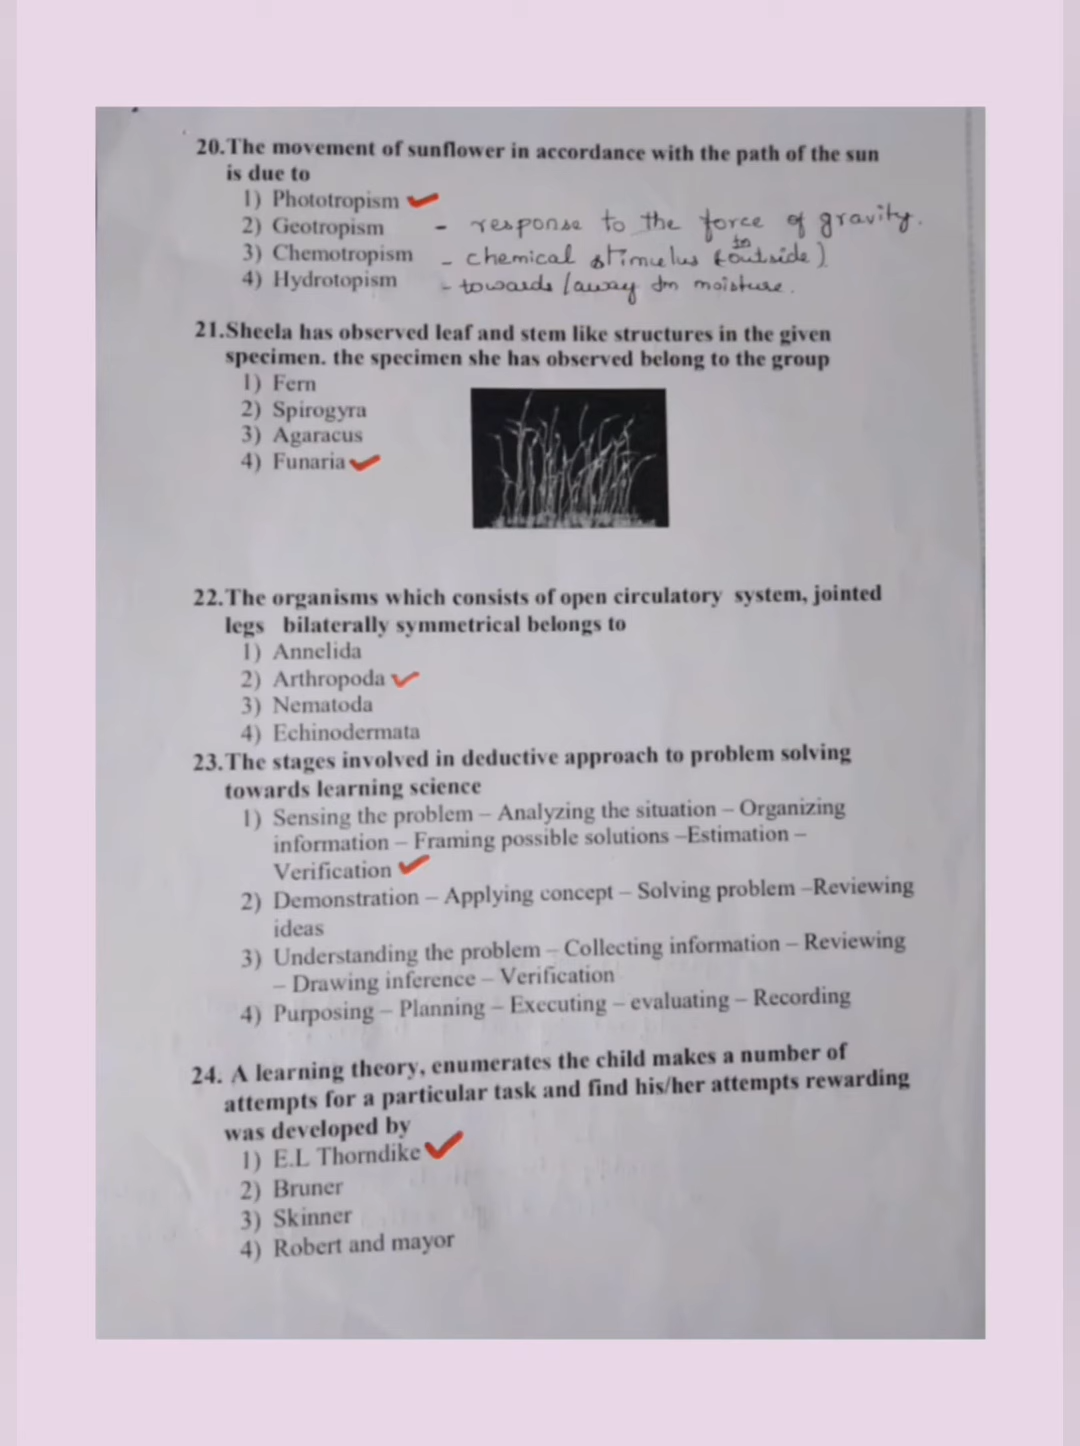 20.The movement of sunflower in accordance with the path of the sun
is due to
1) Phototropism
2) Geotropism - response to the force of gravity.
3) Chemotropism - chemical stimulus (to outside)
4) Hydrotopism - towards / away moisture.
21.Sheela has observed leaf and stem like structures in the given
specimen. the specimen she has observed belong to the group
1) Fern
2) Spirogyra
3) Agaracus
4) Funaria
22.The organisms which consists of open circulatory system, jointed
legs bilaterally symmetrical belongs to
1) Annelida
2) Arthropoda
3) Nematoda
4) Echinodermata
23.The stages involved in deductive approach to problem solving
towards learning science
1) Sensing the problem – Analyzing the situation – Organizing
information – Framing possible solutions –Estimation –
Verification
2) Demonstration – Applying concept – Solving problem –Reviewing
ideas
3) Understanding the problem – Collecting information – Reviewing
– Drawing inference – Verification
4) Purposing – Planning – Executing – evaluating – Recording
24. A learning theory, enumerates the child makes a number of
attempts for a particular task and find his/her attempts rewarding
was developed by
1) E.L Thorndike
2) Bruner
3) Skinner
4) Robert and mayor